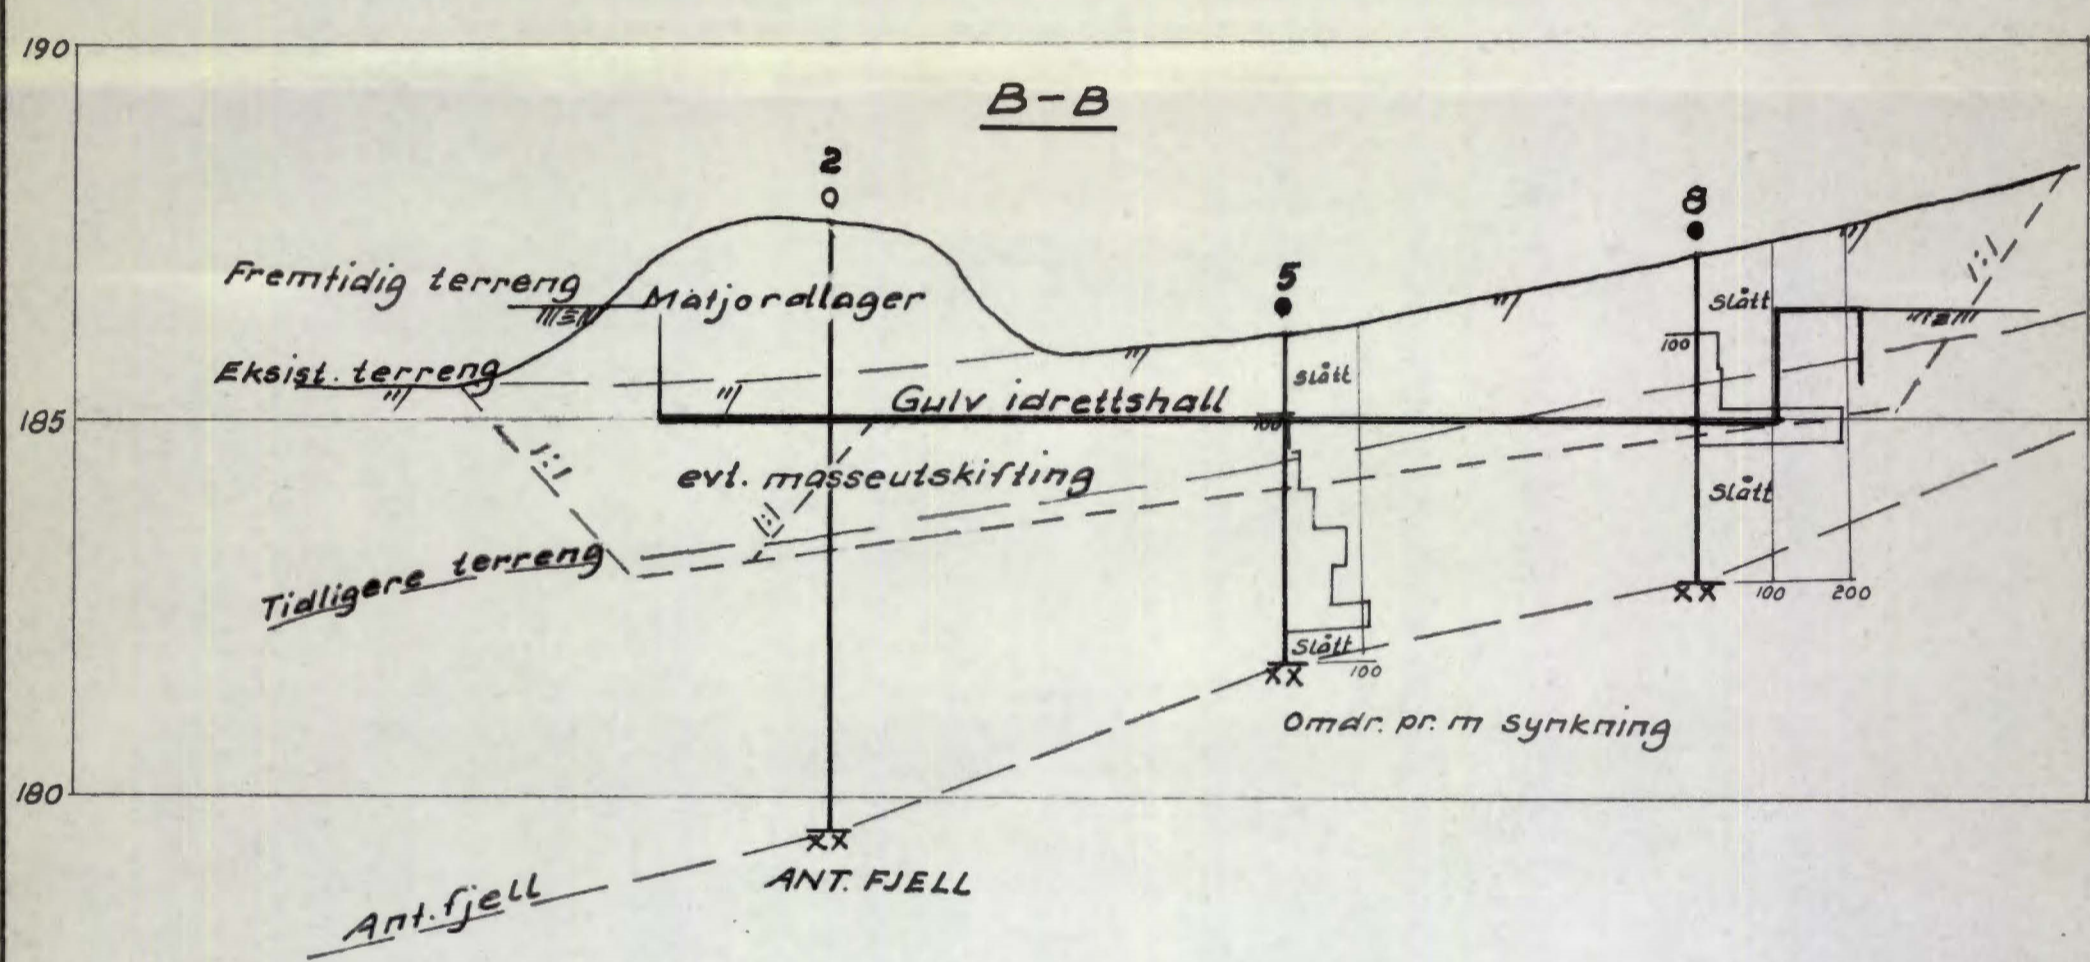 190
B-B
2
8
5
Fremtidig terreng
Matjordlager
1:1
Slått
100
Eksist. terreng
Slått
Gulv idrettshall
185
100
1:1
evt. masseutskifting
Slått
1:1
Tidligere terreng
100 200
Slått
100
Omdr. pr. m synkning
180
ANT. FJELL
Ant. fjell